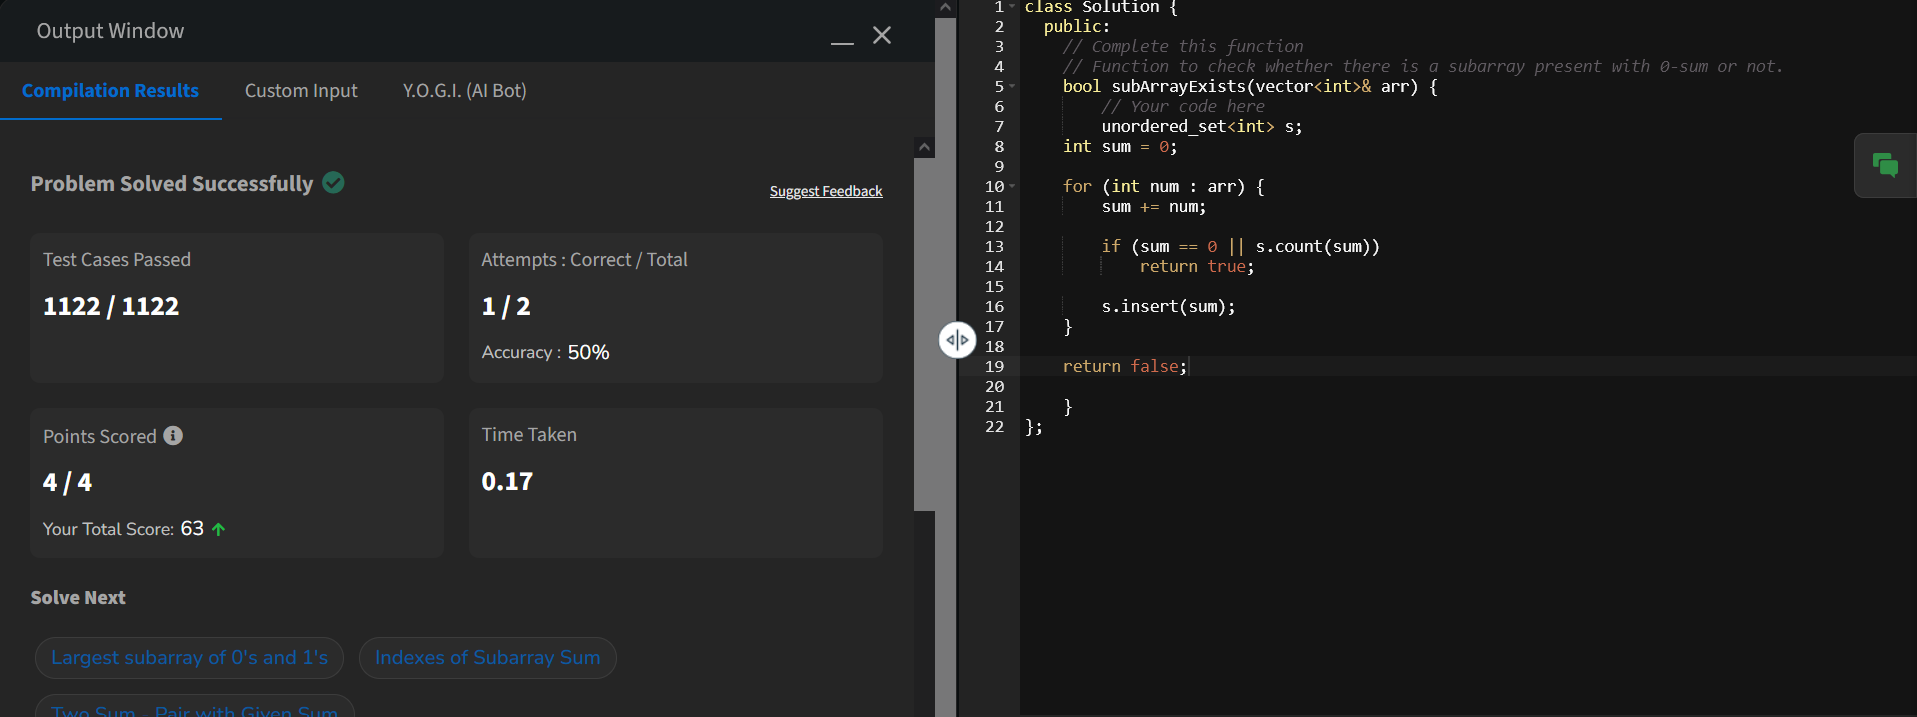 Output Window
Compilation Results
Custom Input
Y.O.G.I. (AI Bot)
Problem Solved Successfully
Suggest Feedback
Test Cases Passed
1122 / 1122
Attempts : Correct / Total
1 / 2
Accuracy : 50%
Points Scored
4 / 4
Your Total Score: 63
Time Taken
0.17
Solve Next
Largest subarray of 0's and 1's
Indexes of Subarray Sum
Two Sum - Pair with Given Sum
1 class Solution {
2   public:
3     // Complete this function
4     // Function to check whether there is a subarray present with 0-sum or not.
5     bool subArrayExists(vector<int>& arr) {
6         // Your code here
7         unordered_set<int> s;
8     int sum = 0;
9
10     for (int num : arr) {
11         sum += num;
12
13         if (sum == 0 || s.count(sum))
14             return true;
15
16         s.insert(sum);
17     }
18
19     return false;
20
21     }
22 };